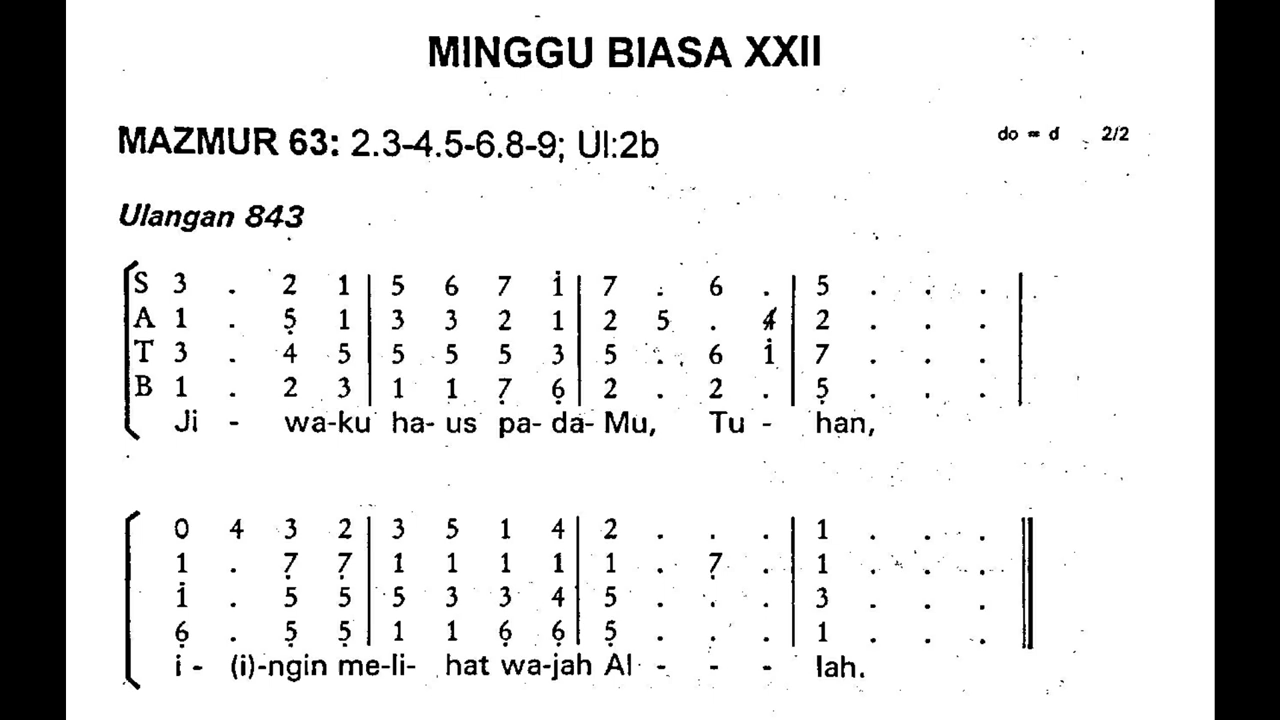 MINGGU BIASA XXII
MAZMUR 63: 2.3-4.5-6.8-9; Ul:2b
do = d 2/2
Ulangan 843
S 3 . 2 1 | 5 6 7 i | 7 . 6 . | 5 . . . |
A 1 . 5̣ 1 | 3 3 2 1 | 2 5 . 4 | 2 . . . |
T 3 . 4 5 | 5 5 5 3 | 5 . 6 i | 7 . . . |
B 1 . 2 3 | 1 1 7̣ 6̣ | 2 . 2 . | 5̣ . . . |
Ji - wa-ku ha- us pa- da- Mu, Tu - han,
0 4 3 2 | 3 5 1 4 | 2 . . . | 1 . . . ||
1 . 7̣ 7̣ | 1 1 1 1 | 1 . 7̣ . | 1 . . . ||
i . 5 5 | 5 3 3 4 | 5 . . . | 3 . . . ||
6̣ . 5̣ 5̣ | 1 1 6̣ 6̣ | 5̣ . . . | 1 . . . ||
i - (i)-ngin me-li- hat wa-jah Al - - - lah.